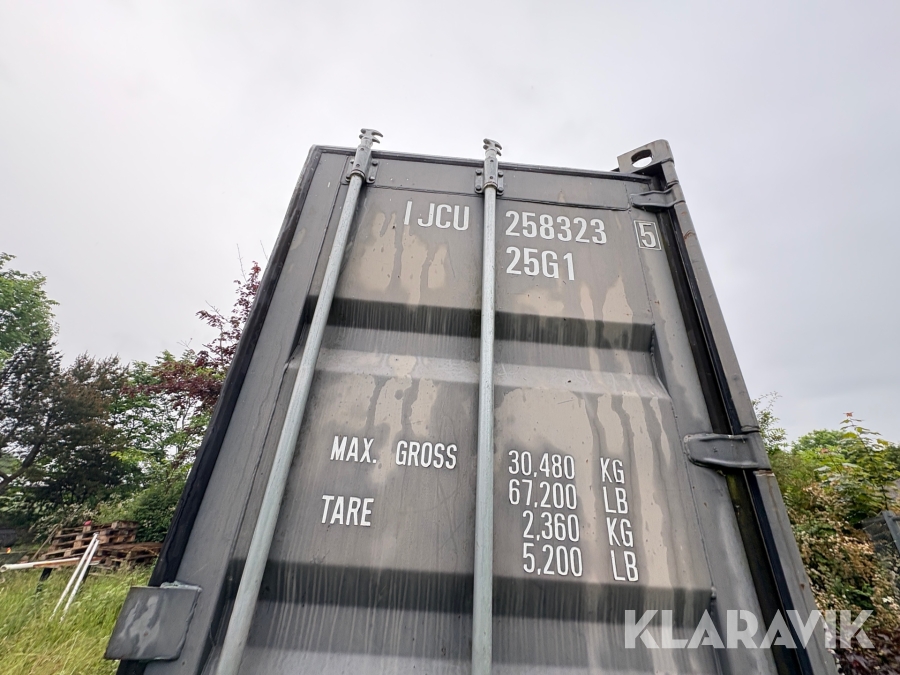 IJCU 258323 5
25G1
MAX. GROSS 30,480 KG
67,200 LB
TARE 2,360 KG
5,200 LB
KLARAVIK